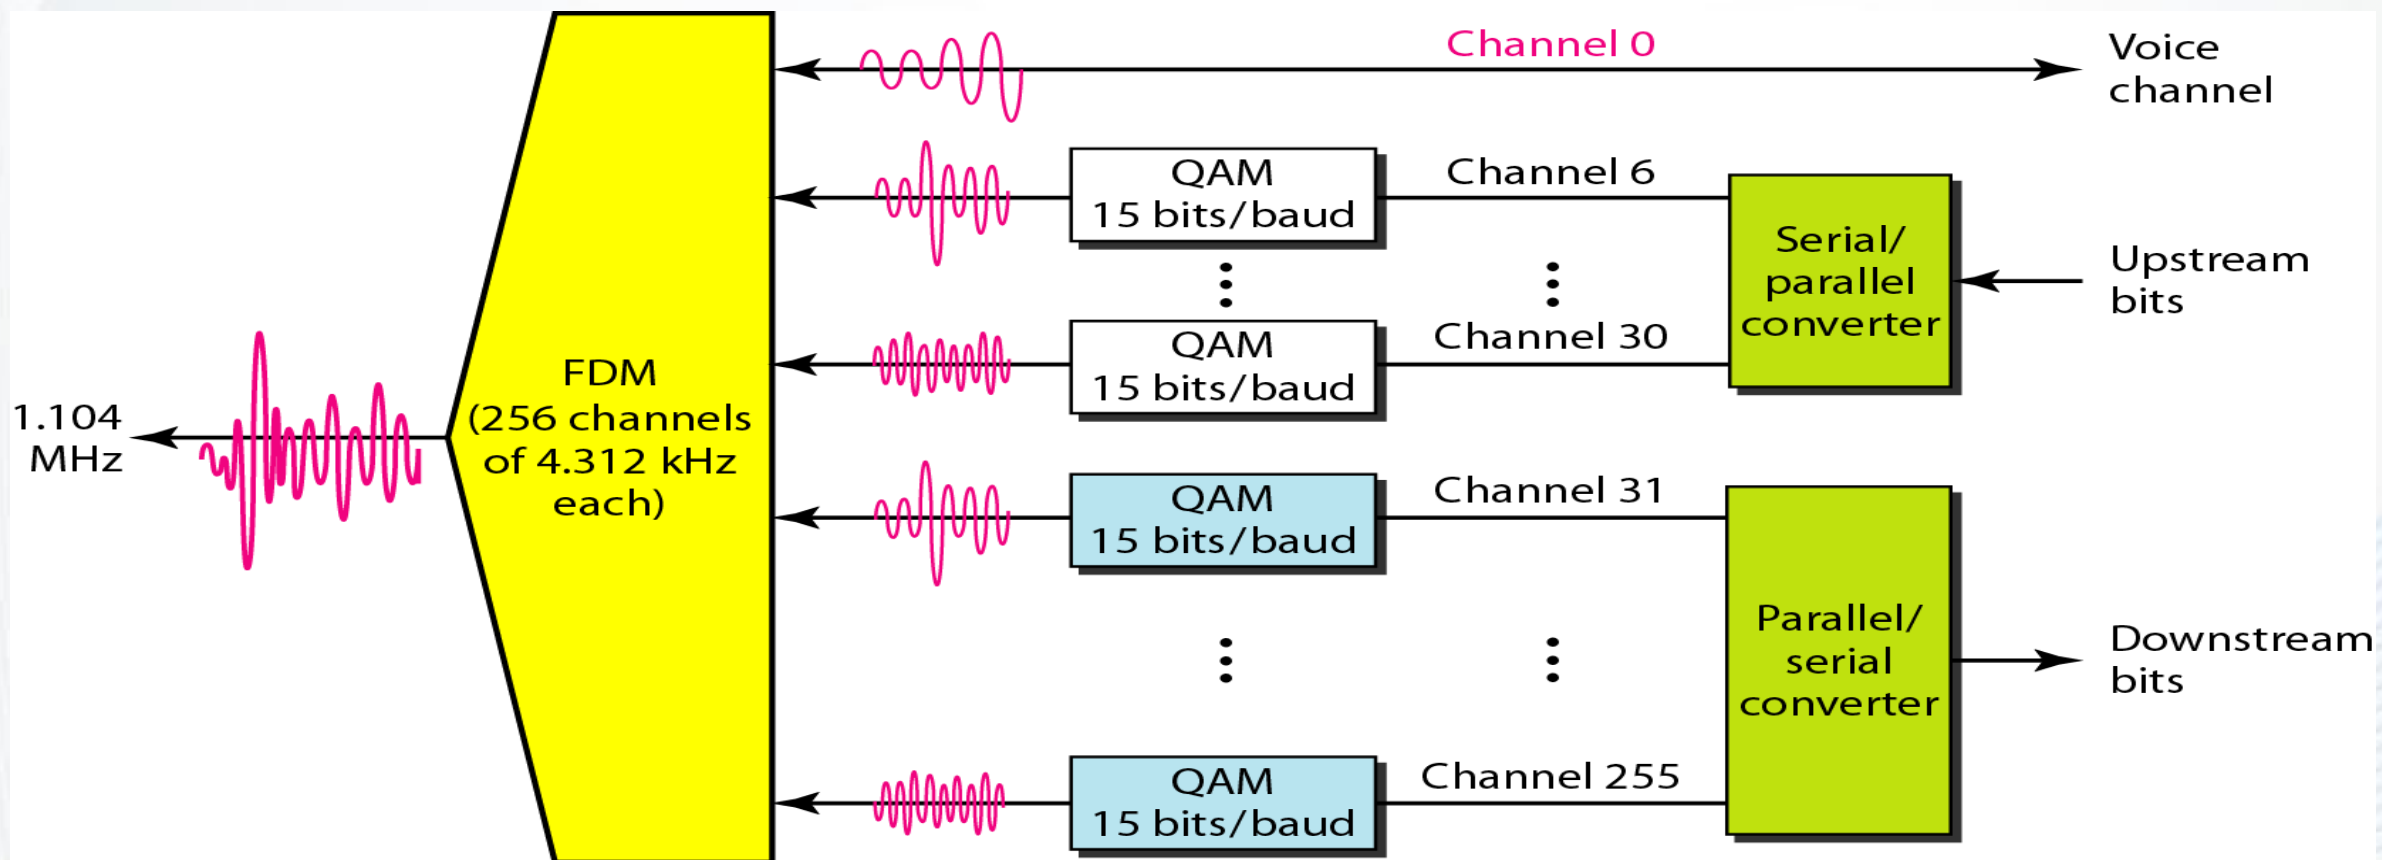 Channel 0
Voice
channel
QAM
15 bits/baud
Channel 6
Serial/
parallel
converter
Upstream
bits
QAM
15 bits/baud
Channel 30
1.104
MHz
FDM
(256 channels
of 4.312 kHz
each)
QAM
15 bits/baud
Channel 31
Parallel/
serial
converter
Downstream
bits
QAM
15 bits/baud
Channel 255